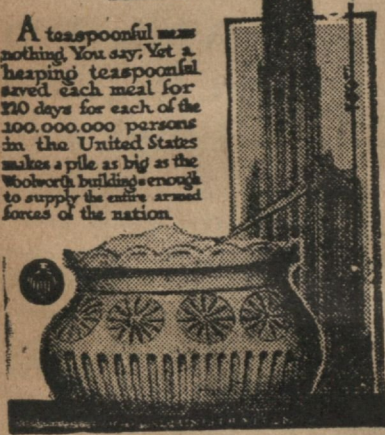 A teaspoonful
nothing, You say; Yet a
heaping teaspoonful
saved each meal for
120 days for each of the
100.000.000 persons
in the United States
makes a pile as big as the
Woolworth building-enough
to supply the entire armed
forces of the nation.